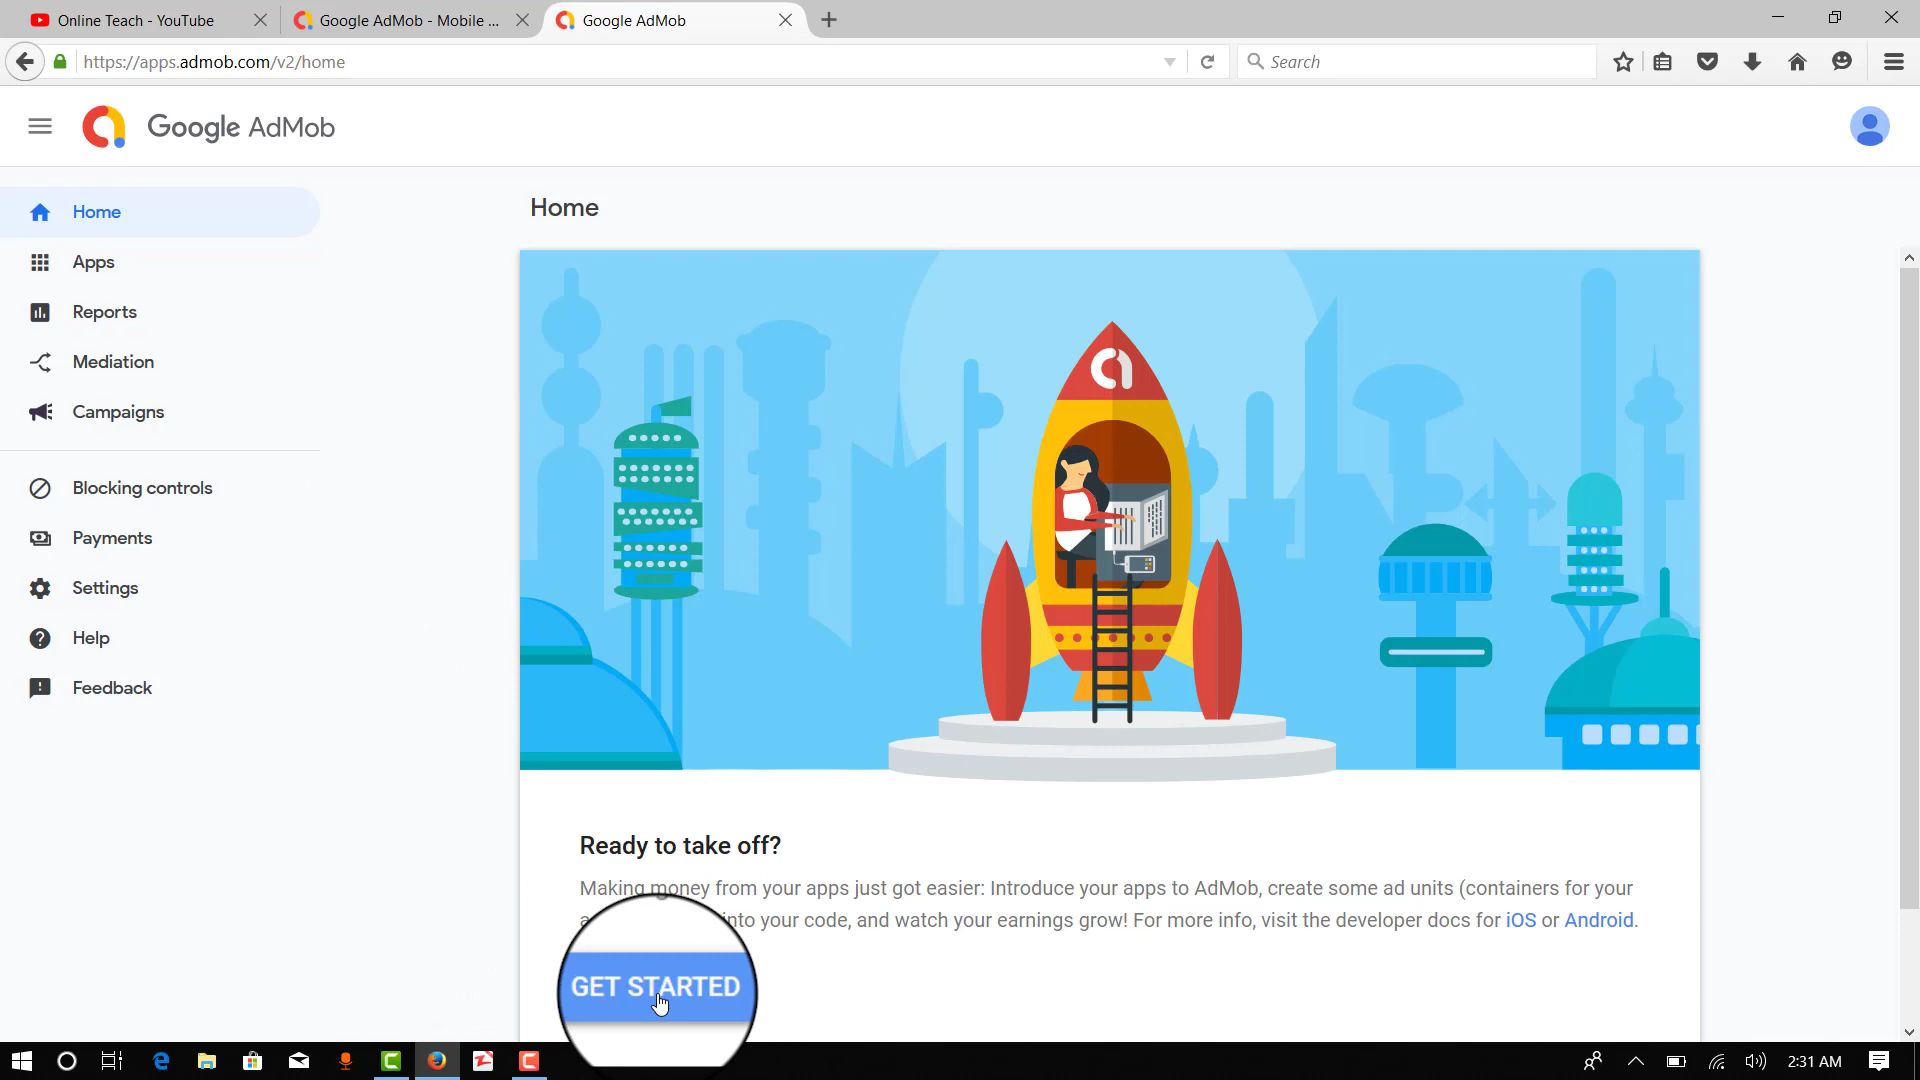 Online Teach - YouTube
Google AdMob - Mobile ...
Google AdMob
https://apps.admob.com/v2/home
Search
Google AdMob
Home
Apps
Reports
Mediation
Campaigns
Blocking controls
Payments
Settings
Help
Feedback
Home
Ready to take off?
Making money from your apps just got easier: Introduce your apps to AdMob, create some ad units (containers for your
into your code, and watch your earnings grow! For more info, visit the developer docs for iOS or Android.
GET STARTED
2:31 AM